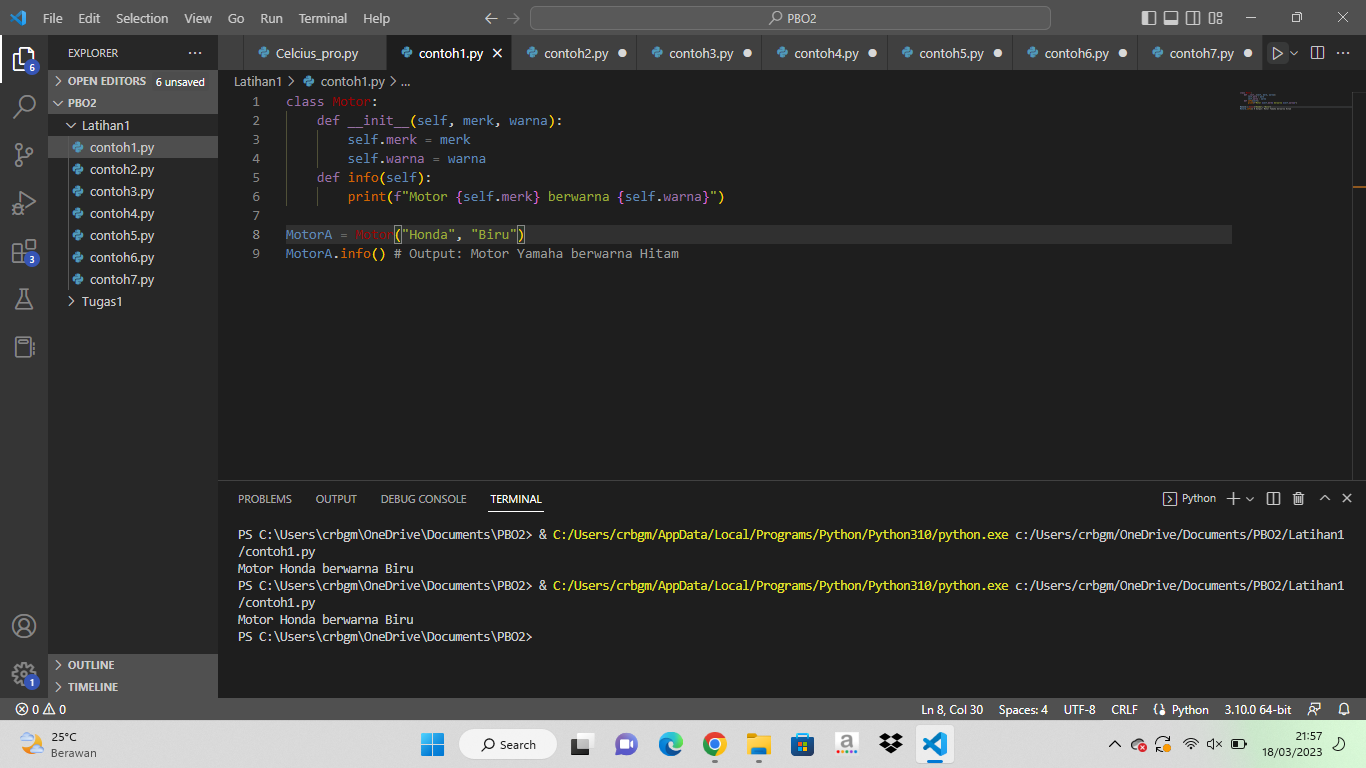 File Edit Selection View Go Run Terminal Help
PBO2
EXPLORER
Celcius_pro.py contoh1.py contoh2.py contoh3.py contoh4.py contoh5.py contoh6.py contoh7.py
6
OPEN EDITORS 6 unsaved
PBO2
Latihan1
contoh1.py
contoh2.py
contoh3.py
contoh4.py
contoh5.py
contoh6.py
contoh7.py
Tugas1
3
Latihan1 > contoh1.py > ...
1 class Motor:
2 def __init__(self, merk, warna):
3 self.merk = merk
4 self.warna = warna
5 def info(self):
6 print(f"Motor {self.merk} berwarna {self.warna}")
7
8 MotorA = Motor("Honda", "Biru")
9 MotorA.info() # Output: Motor Yamaha berwarna Hitam
PROBLEMS OUTPUT DEBUG CONSOLE TERMINAL
Python
PS C:\Users\crbgm\OneDrive\Documents\PBO2> & C:/Users/crbgm/AppData/Local/Programs/Python/Python310/python.exe c:/Users/crbgm/OneDrive/Documents/PBO2/Latihan1
/contoh1.py
Motor Honda berwarna Biru
PS C:\Users\crbgm\OneDrive\Documents\PBO2> & C:/Users/crbgm/AppData/Local/Programs/Python/Python310/python.exe c:/Users/crbgm/OneDrive/Documents/PBO2/Latihan1
/contoh1.py
Motor Honda berwarna Biru
PS C:\Users\crbgm\OneDrive\Documents\PBO2>
OUTLINE
TIMELINE
1
0 0
Ln 8, Col 30 Spaces: 4 UTF-8 CRLF Python 3.10.0 64-bit
25°C
Berawan
Search
21:57
18/03/2023